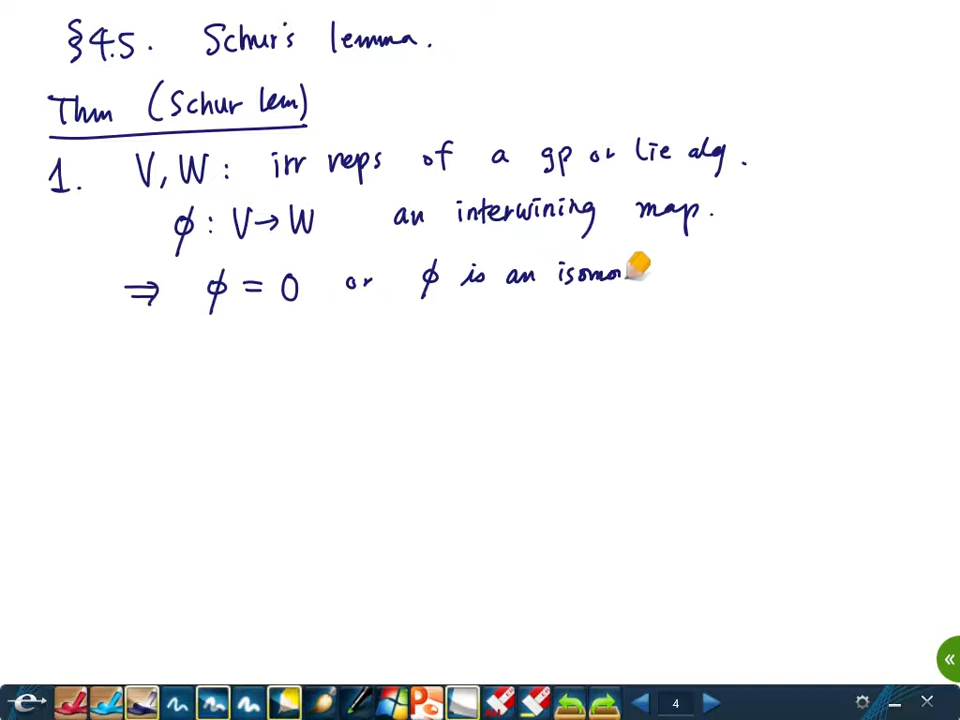 §4.5. Schur's lemma.
Thm (Schur lem)
1. V, W : irr reps of a gp or Lie alg.
φ : V → W an interwining map.
⇒ φ = 0 or φ is an isomo
4